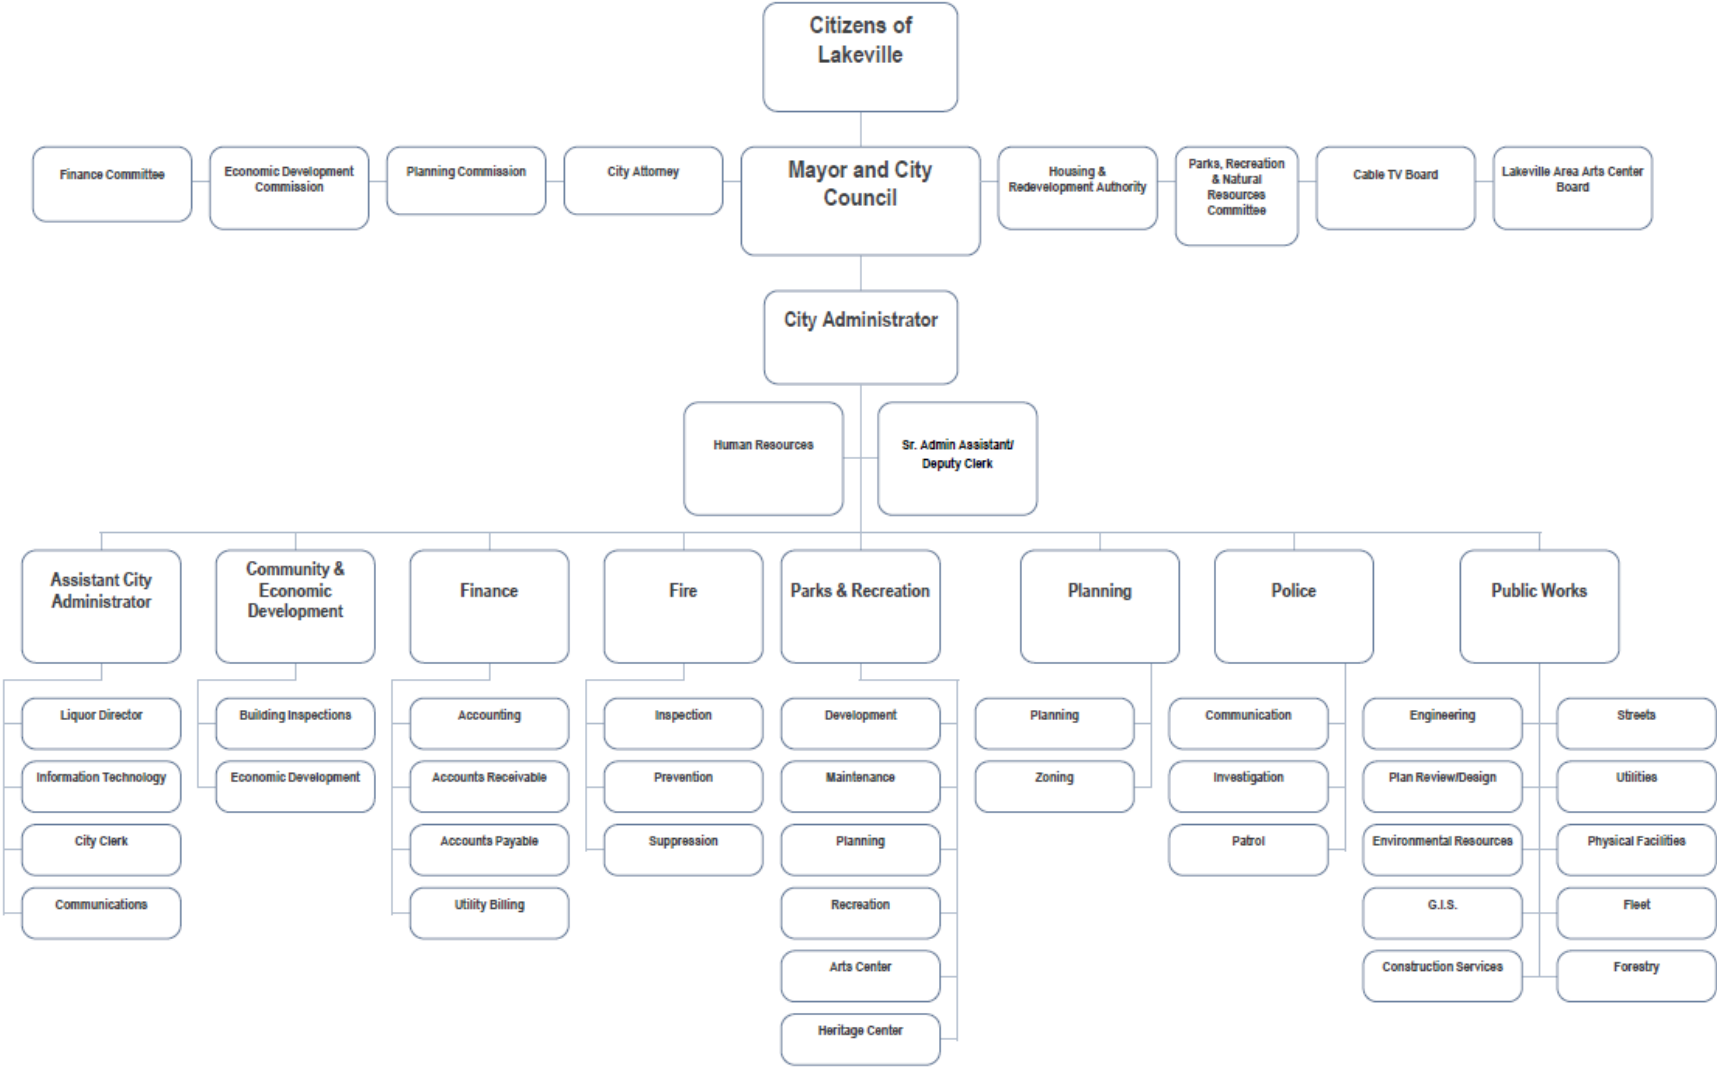 Citizens of
Lakeville
Finance Committee
Economic Development
Commission
Planning Commission
City Attorney
Mayor and City
Council
Housing &
Redevelopment Authority
Parks, Recreation
& Natural
Resources
Committee
Cable TV Board
Lakeville Area Arts Center
Board
City Administrator
Human Resources
Sr. Admin Assistant/
Deputy Clerk
Assistant City
Administrator
Community &
Economic
Development
Finance
Fire
Parks & Recreation
Planning
Police
Public Works
Liquor Director
Information Technology
City Clerk
Communications
Building Inspections
Economic Development
Accounting
Accounts Receivable
Accounts Payable
Utility Billing
Inspection
Prevention
Suppression
Development
Maintenance
Planning
Recreation
Arts Center
Heritage Center
Planning
Zoning
Communication
Investigation
Patrol
Engineering
Plan Review/Design
Environmental Resources
G.I.S.
Construction Services
Streets
Utilities
Physical Facilities
Fleet
Forestry